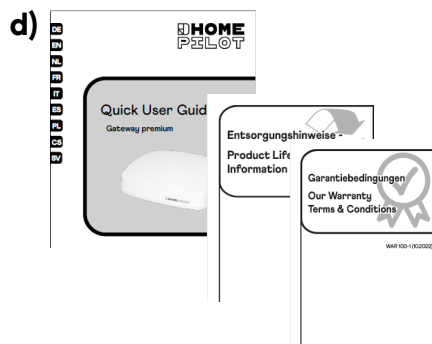 d)
DE
EN
NL
FR
IT
ES
PL
CS
SV
HOME
PILOT
Quick User Guid
Gateway premium
HOMEPILOT
Entsorgungshinweise -
Product Life
Information
Garantiebedingungen
Our Warranty
Terms & Conditions
WAR 100-1 (10.2022)